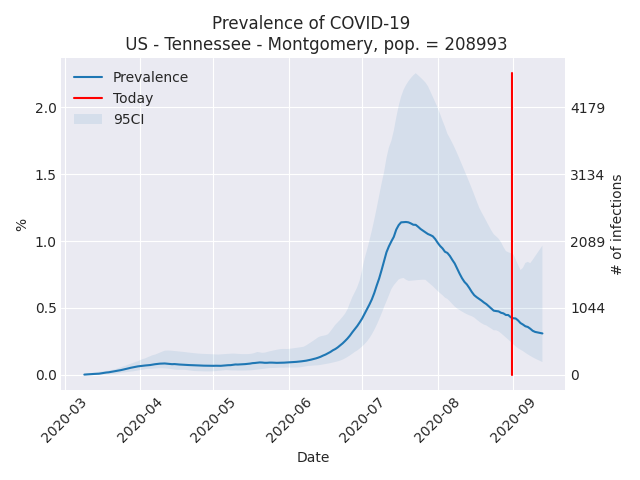 Prevalence of COVID-19
US - Tennessee - Montgomery, pop. = 208993
Prevalence
Today
95CI
2.0
1.5
1.0
0.5
0.0
%
4179
3134
2089
1044
0
# of infections
2020-03
2020-04
2020-05
2020-06
2020-07
2020-08
2020-09
Date